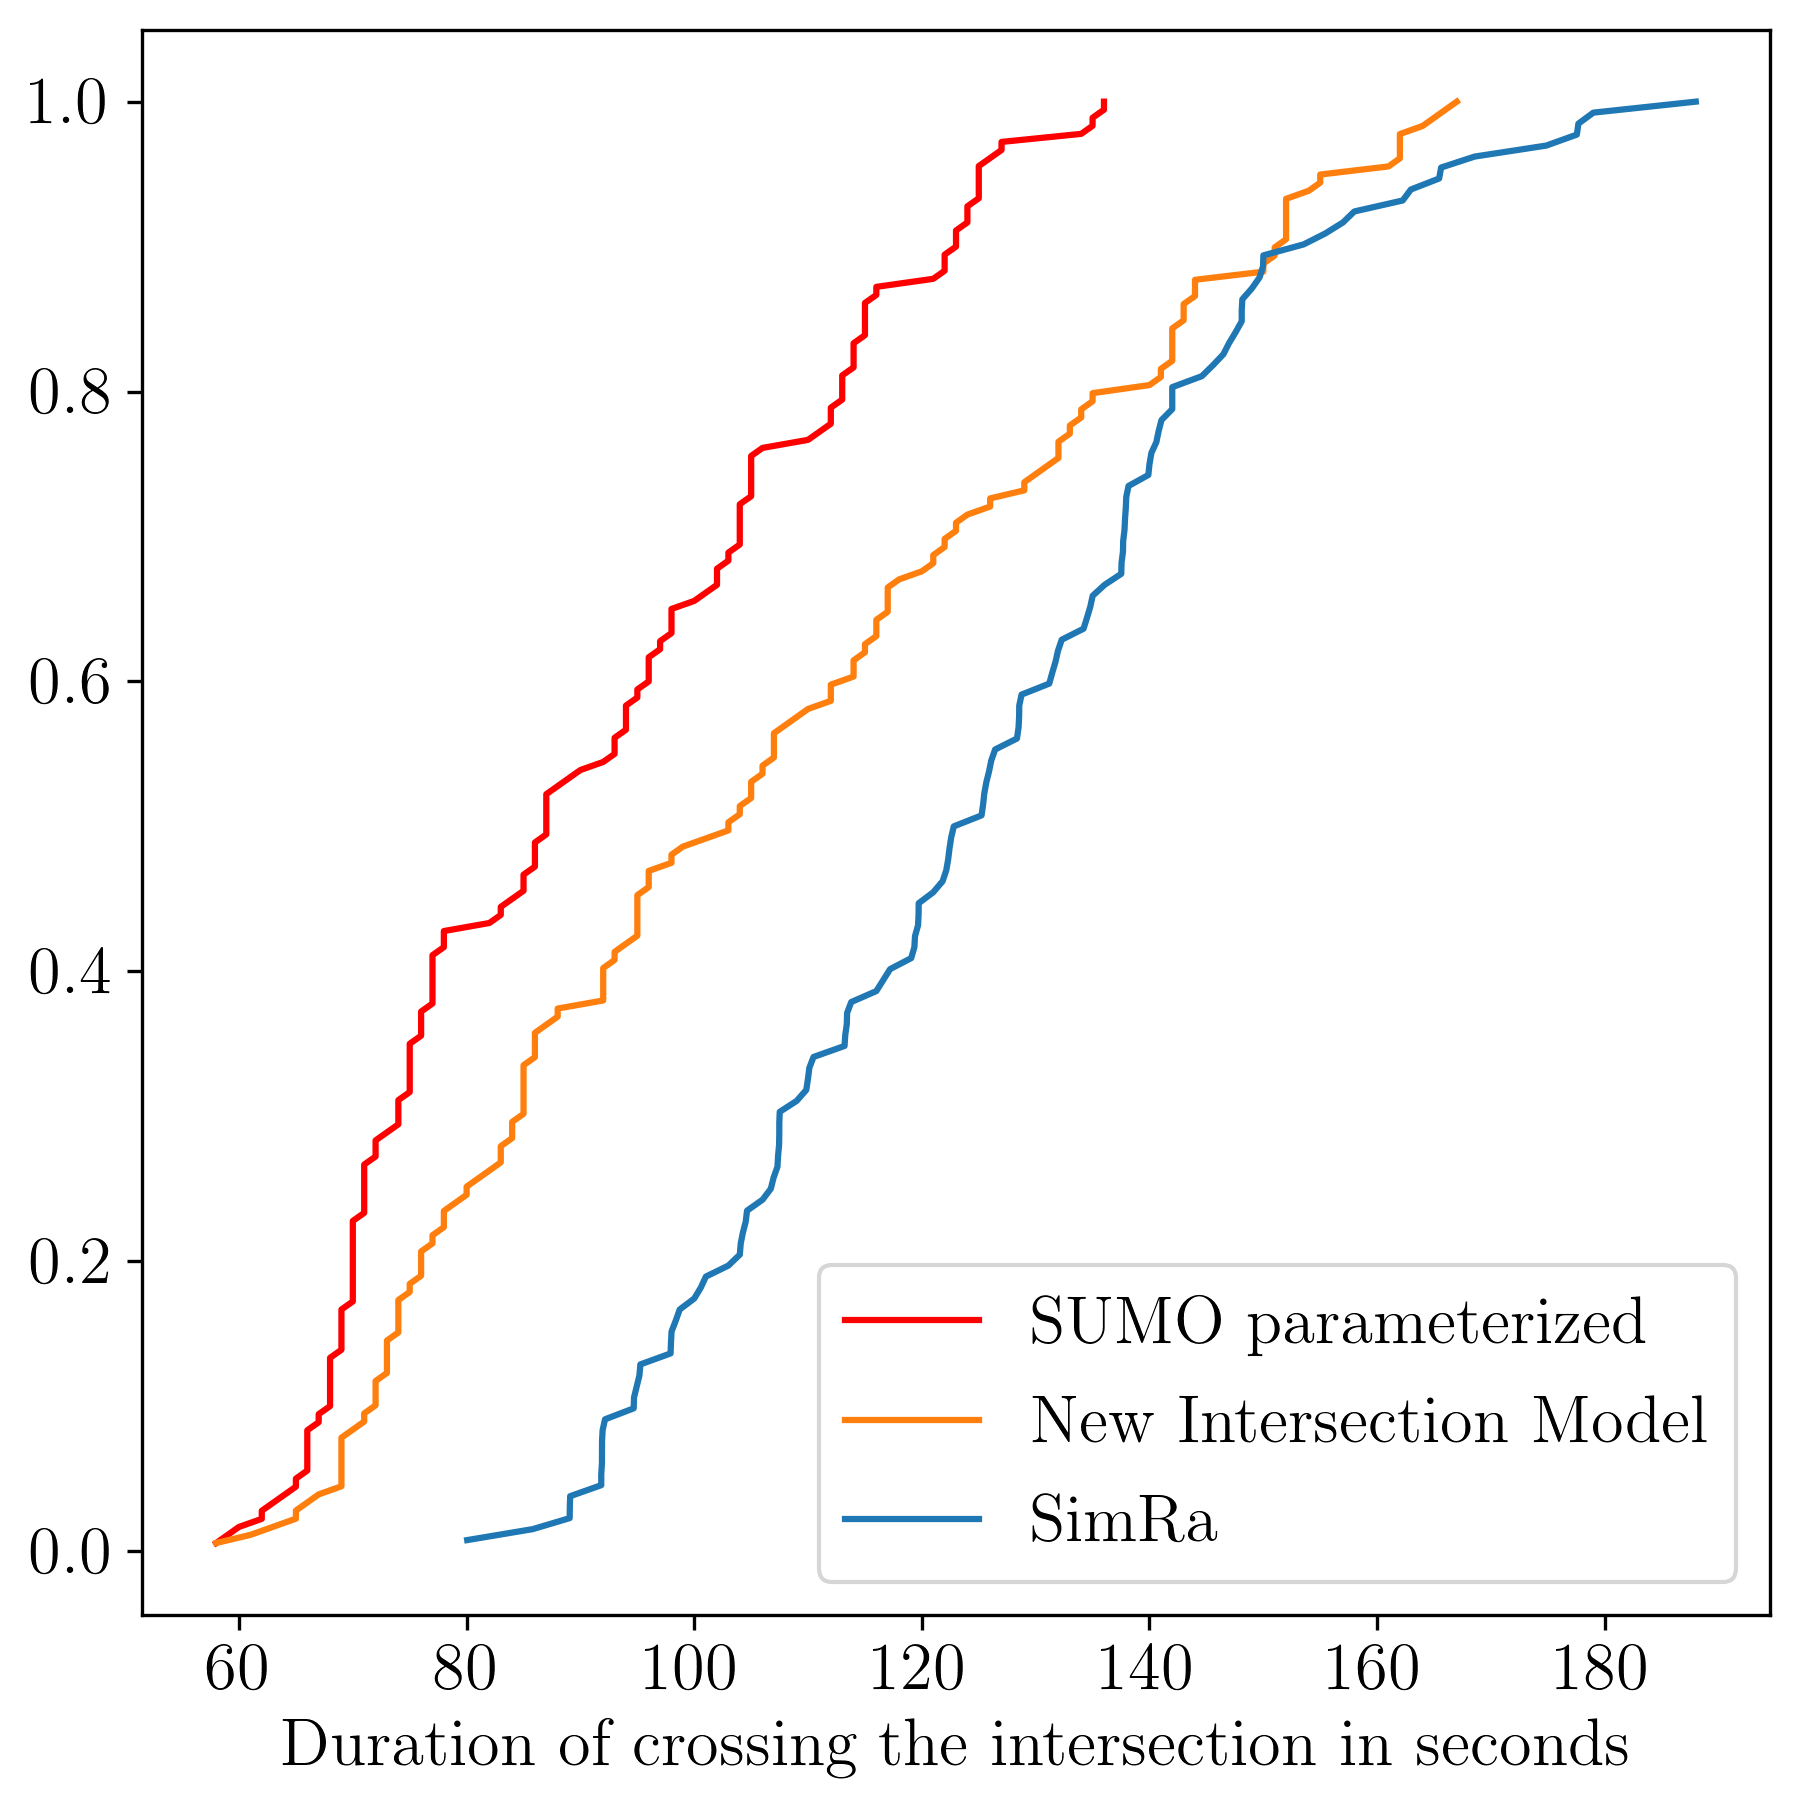 1.0
0.8
0.6
0.4
0.2
0.0
SUMO parameterized
New Intersection Model
SimRa
60 80 100 120 140 160 180
Duration of crossing the intersection in seconds